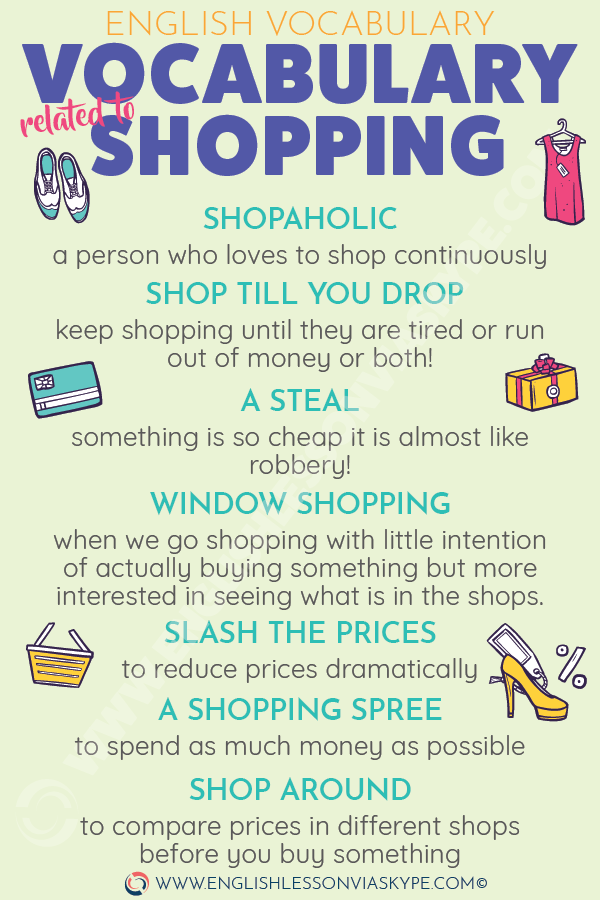 ENGLISH VOCABULARY
VOCABULARY
related to
SHOPPING
SHOPAHOLIC
a person who loves to shop continuously
SHOP TILL YOU DROP
keep shopping until they are tired or run
out of money or both!
A STEAL
something is so cheap it is almost like
robbery!
WINDOW SHOPPING
when we go shopping with little intention
of actually buying something but more
interested in seeing what is in the shops.
SLASH THE PRICES
to reduce prices dramatically
%
A SHOPPING SPREE
to spend as much money as possible
SHOP AROUND
to compare prices in different shops
before you buy something
WWW.ENGLISHLESSONVIASKYPE.COM©
WWW.ENGLISHLESSONVIASKYPE.COM